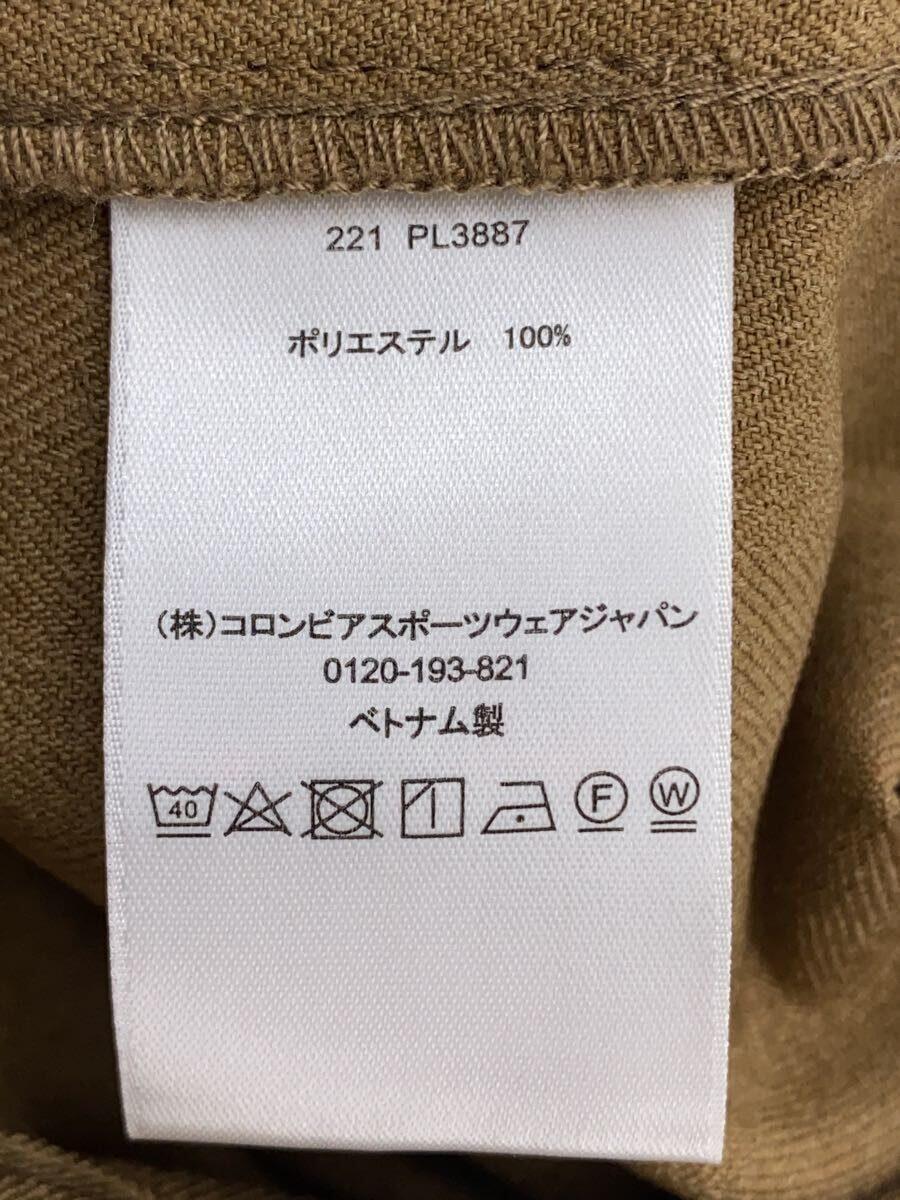 221 PL3887
ポリエステル 100%
(株)コロンビアスポーツウェアジャパン
0120-193-821
ベトナム製
40 F W